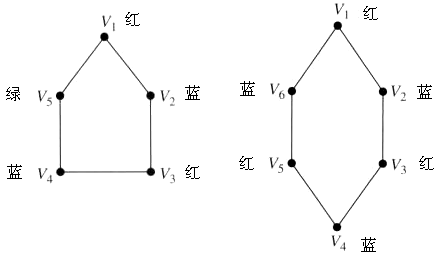 V₁ 红
绿 V₅
V₂ 蓝
蓝 V₄
V₃ 红
V₁ 红
蓝 V₆
V₂ 蓝
红 V₅
V₃ 红
V₄ 蓝